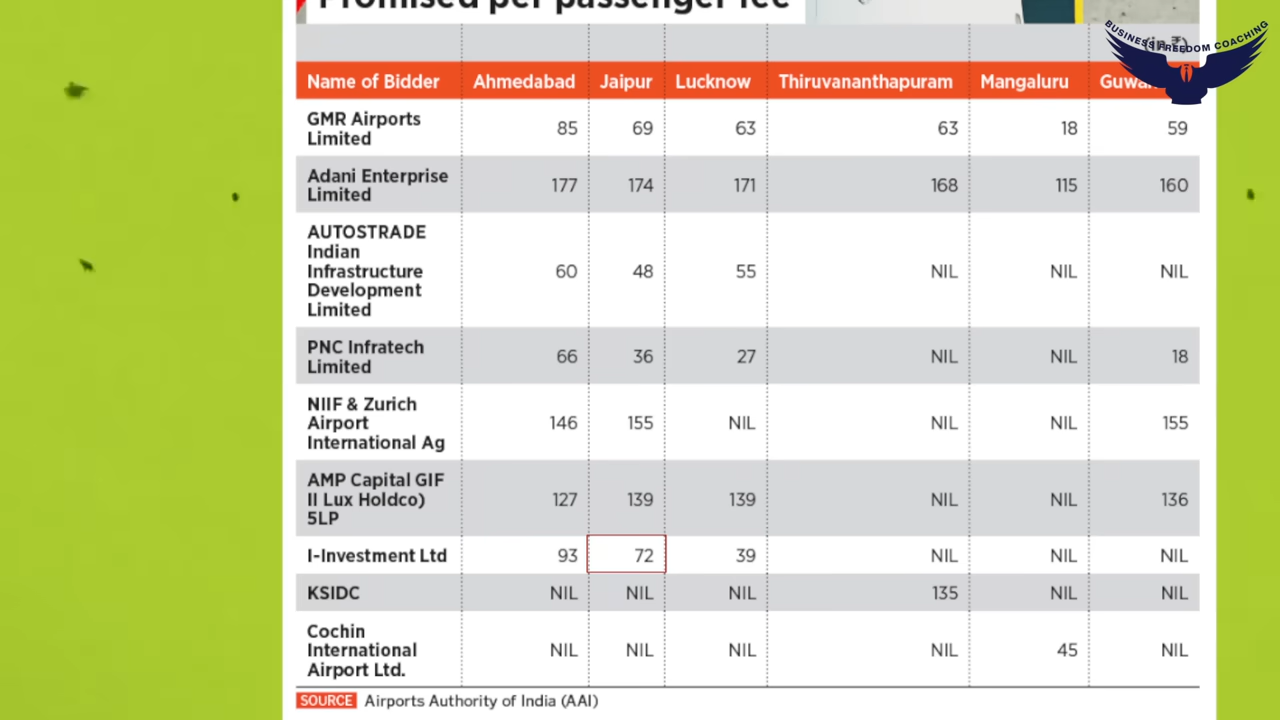 Promised per passenger fee
BUSINESS FREEDOM COACHING
(in ₹)
Name of Bidder Ahmedabad Jaipur Lucknow Thiruvananthapuram Mangaluru
GMR Airports
Limited
85 69 63 63 18 59
Adani Enterprise
Limited
177 174 171 168 115 160
AUTOSTRADE
Indian
Infrastructure
Development
Limited
60 48 55 NIL NIL NIL
PNC Infratech
Limited
66 36 27 NIL NIL 18
NIIF & Zurich
Airport
International Ag
146 155 NIL NIL NIL 155
AMP Capital GIF
II Lux Holdco)
5LP
127 139 139 NIL NIL 136
I-Investment Ltd 93 72 39 NIL NIL NIL
KSIDC NIL NIL NIL 135 NIL NIL
Cochin
International
Airport Ltd.
NIL NIL NIL NIL 45 NIL
SOURCE Airports Authority of India (AAI)